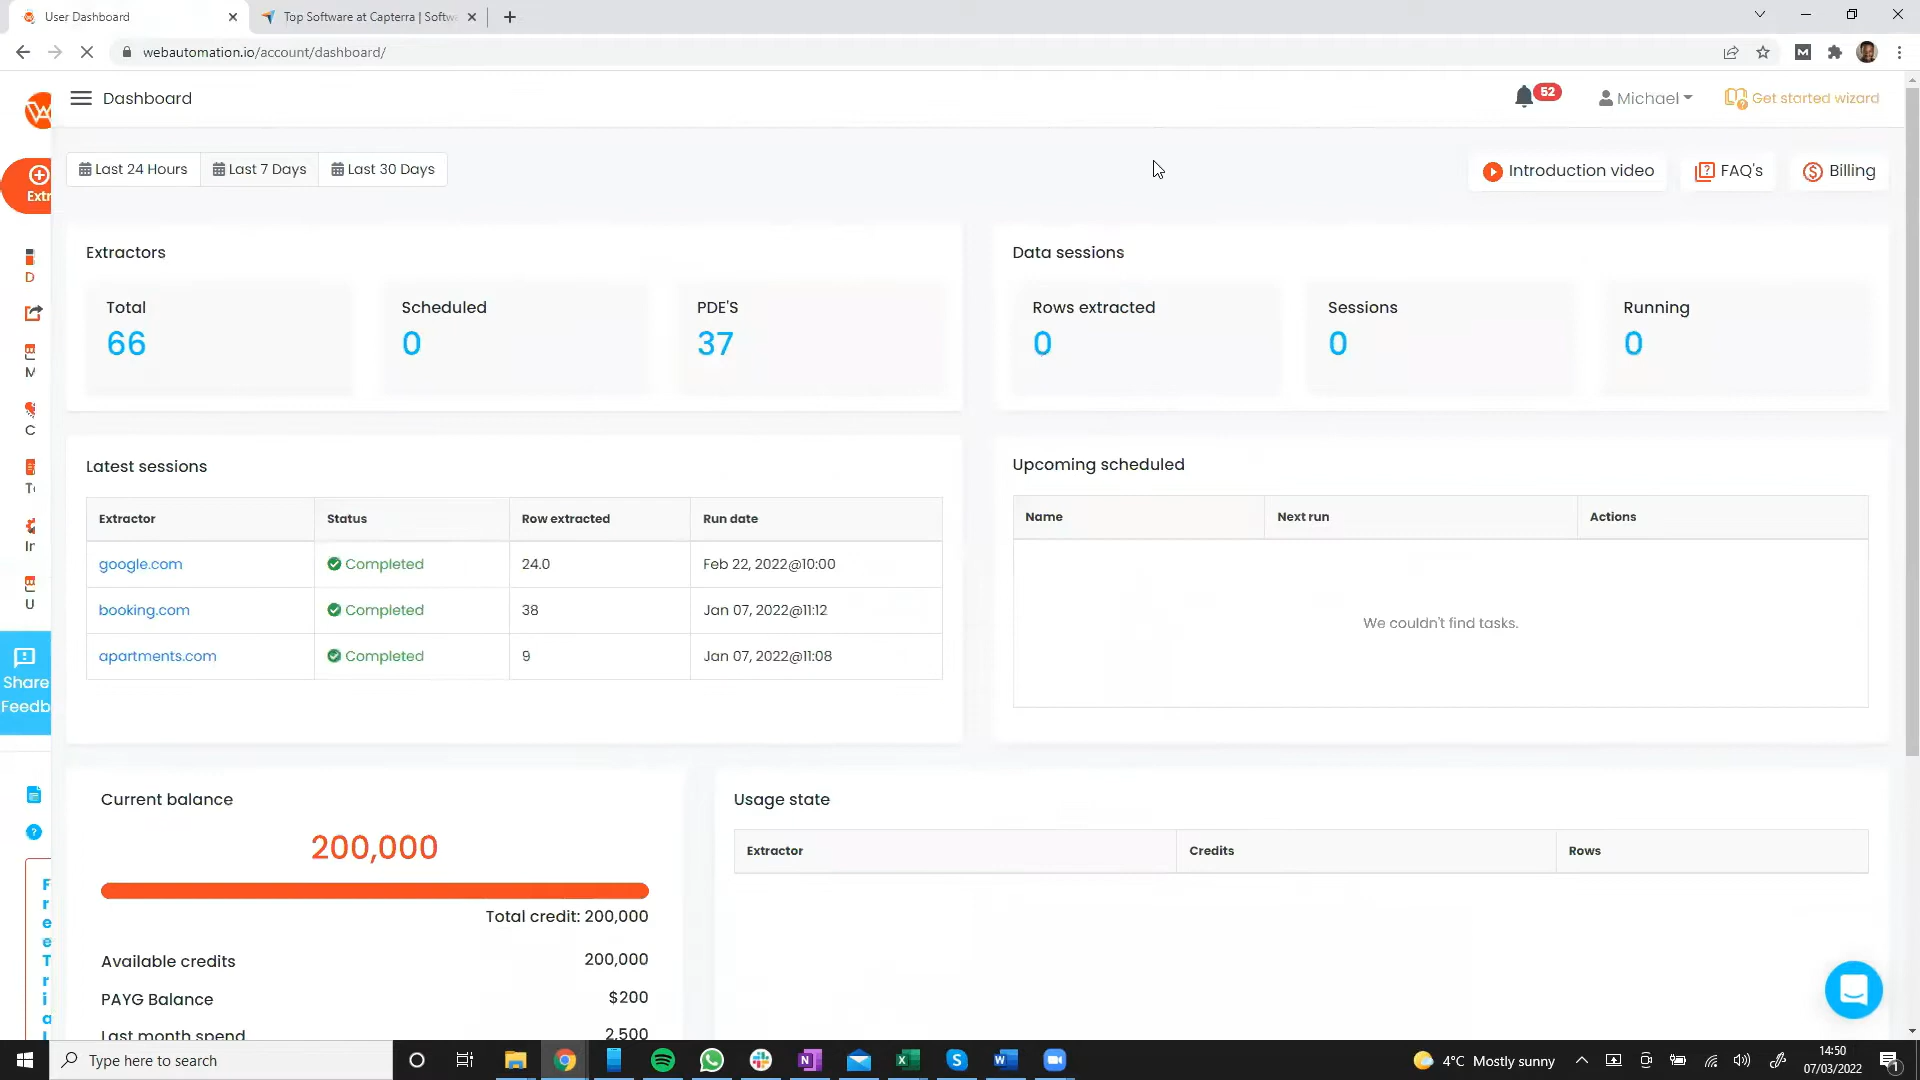 User Dashboard
Top Software at Capterra | Softw
webautomation.io/account/dashboard/
Dashboard
52
Michael
Get started wizard
Extr
Last 24 Hours
Last 7 Days
Last 30 Days
Introduction video
FAQ's
Billing
Extractors
Total
66
Scheduled
0
PDE'S
37
Data sessions
Rows extracted
0
Sessions
0
Running
0
D
M
C
T
In
U
Share
Feedb
Latest sessions
Extractor Status Row extracted Run date
google.com Completed 24.0 Feb 22, 2022@10:00
booking.com Completed 38 Jan 07, 2022@11:12
apartments.com Completed 9 Jan 07, 2022@11:08
Upcoming scheduled
Name Next run Actions
We couldn't find tasks.
Current balance
200,000
Total credit: 200,000
Available credits 200,000
PAYG Balance $200
Last month spend 2,500
Usage state
Extractor Credits Rows
F
r
e
e
T
r
i
a
Type here to search
4°C Mostly sunny
14:50
07/03/2022
1